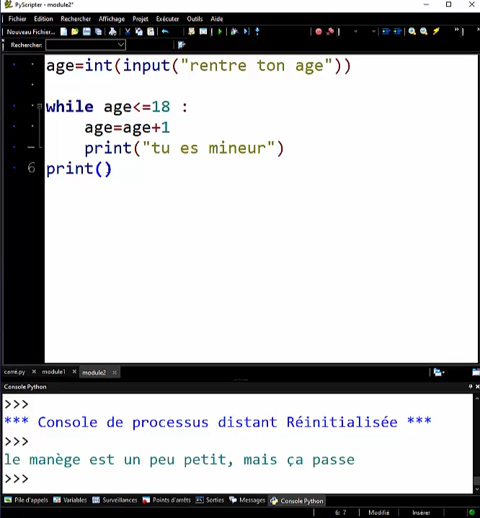 PyScripter - module2*
Fichier Edition Recherchez Affichage Projet Exécuter Outils Aide
Nouveau Fichier...
Rechercher:
age=int(input("rentre ton age"))
while age<=18 :
age=age+1
print("tu es mineur")
6 print()
carré.py module1 module2
Console Python
>>>
*** Console de processus distant Réinitialisée ***
>>>
le manège est un peu petit, mais ça passe
>>>
Pile d'appels Variables Surveillances Points d'arrêts Sorties Messages Console Python
6: 7 Modifié Insérer